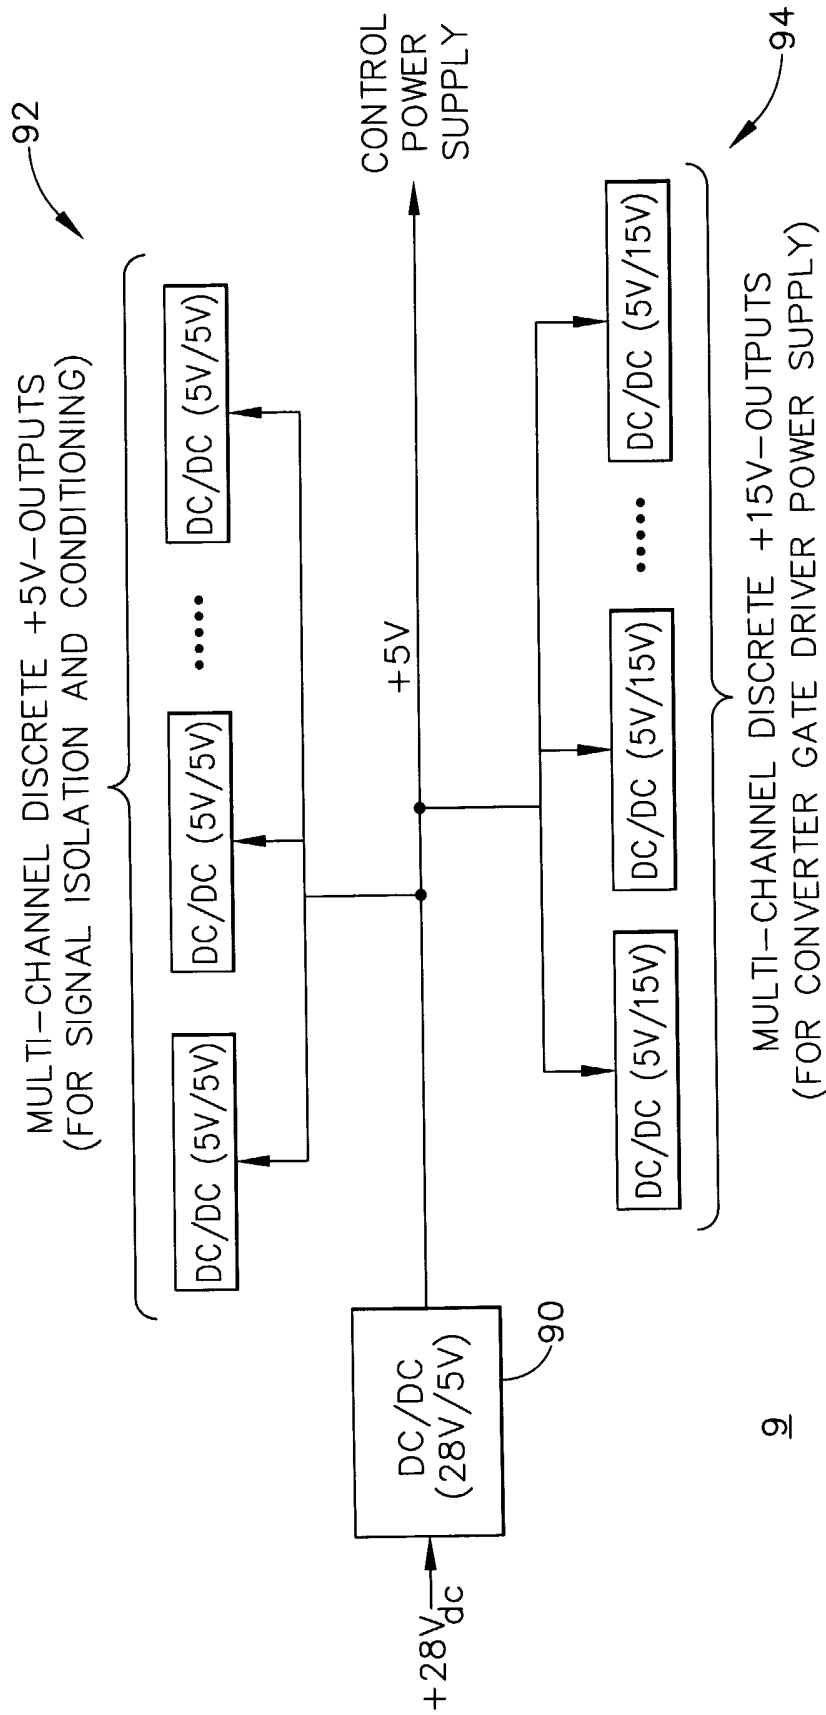 92
MULTI-CHANNEL DISCRETE +5V-OUTPUTS
(FOR SIGNAL ISOLATION AND CONDITIONING)
DC/DC (5V/5V)
DC/DC (5V/5V)
.....
DC/DC (5V/5V)
+28Vdc
DC/DC
(28V/5V)
90
+5V
CONTROL
POWER
SUPPLY
DC/DC (5V/15V)
DC/DC (5V/15V)
.....
DC/DC (5V/15V)
MULTI-CHANNEL DISCRETE +15V-OUTPUTS
(FOR CONVERTER GATE DRIVER POWER SUPPLY)
94
9